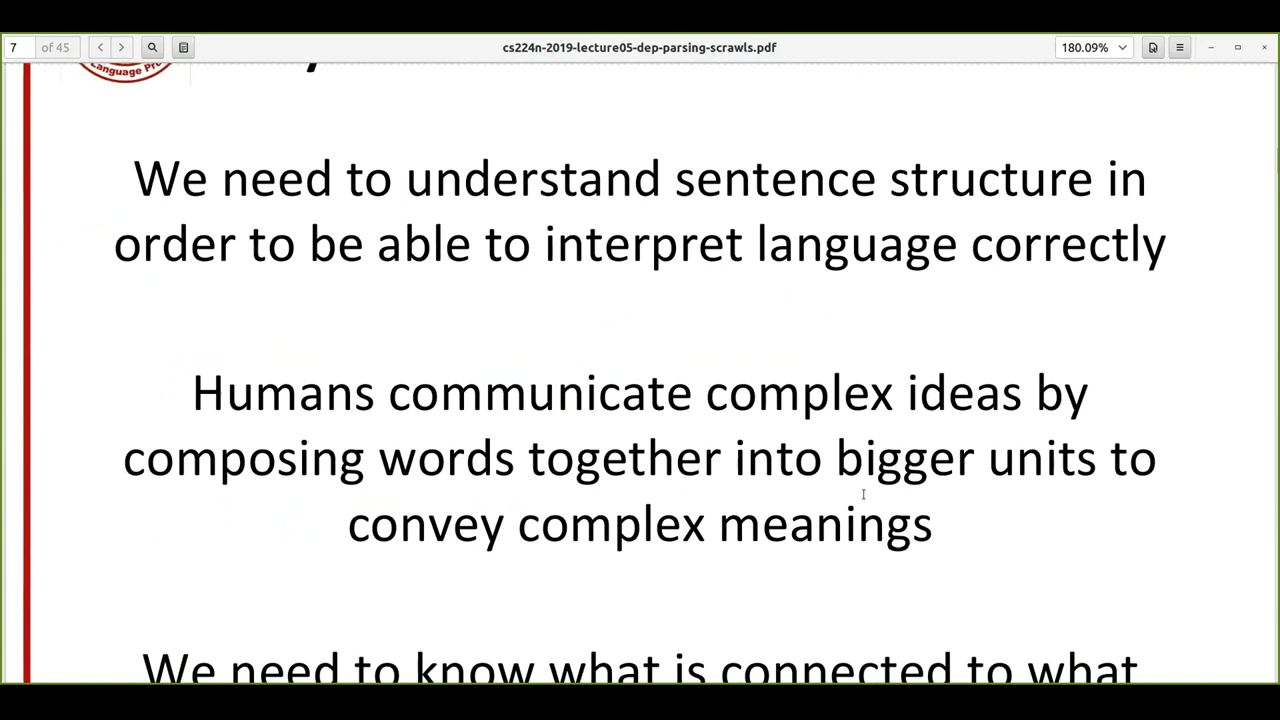 7 of 45 cs224n-2019-lecture05-dep-parsing-scrawls.pdf 180.09%
Language Pro
We need to understand sentence structure in
order to be able to interpret language correctly
Humans communicate complex ideas by
composing words together into bigger units to
convey complex meanings
We need to know what is connected to what